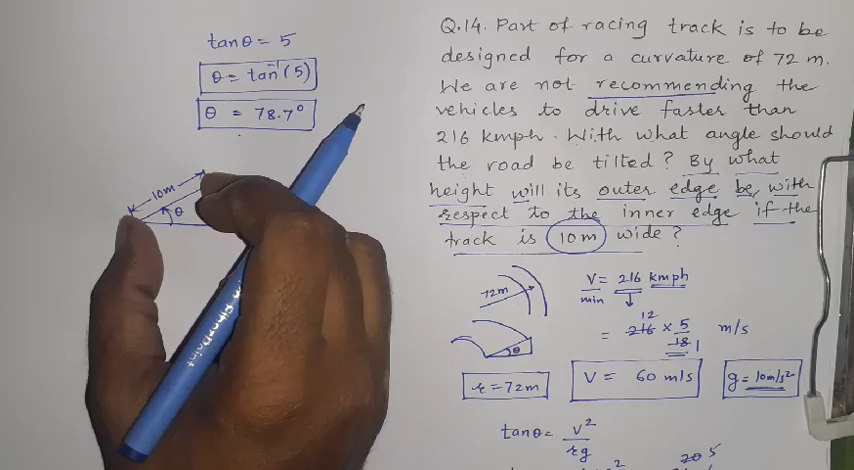 tanθ = 5
θ = tan⁻¹(5)
θ = 78.7°
10m
θ
Q.14. Part of racing track is to be
designed for a curvature of 72 m.
We are not recommending the
vehicles to drive faster than
216 kmph. With what angle should
the road be tilted? By what
height will its outer edge be, with
respect to the inner edge if the
track is 10m wide?
72m
V = 216 kmph
min
12
= 216 × 5 m/s
18 1
θ
r = 72m
V = 60 m/s
g = 10m/s²
tanθ = V²
rg
20 5